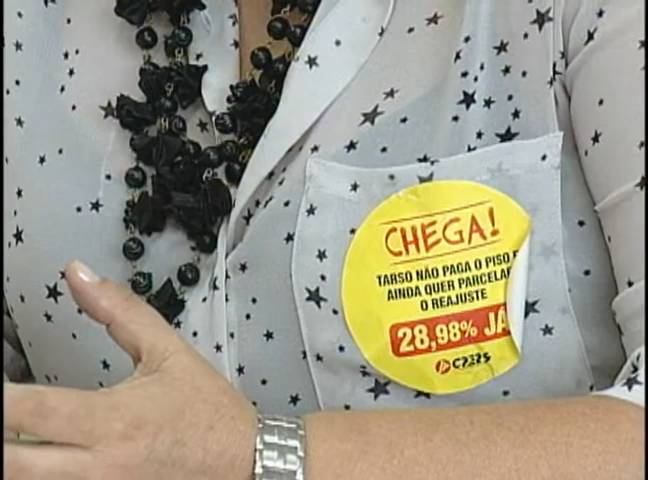 CHEGA!
TARSO NÃO PAGA O PISO E
AINDA QUER PARCELAR
O REAJUSTE
28,98% JÁ
CPERS